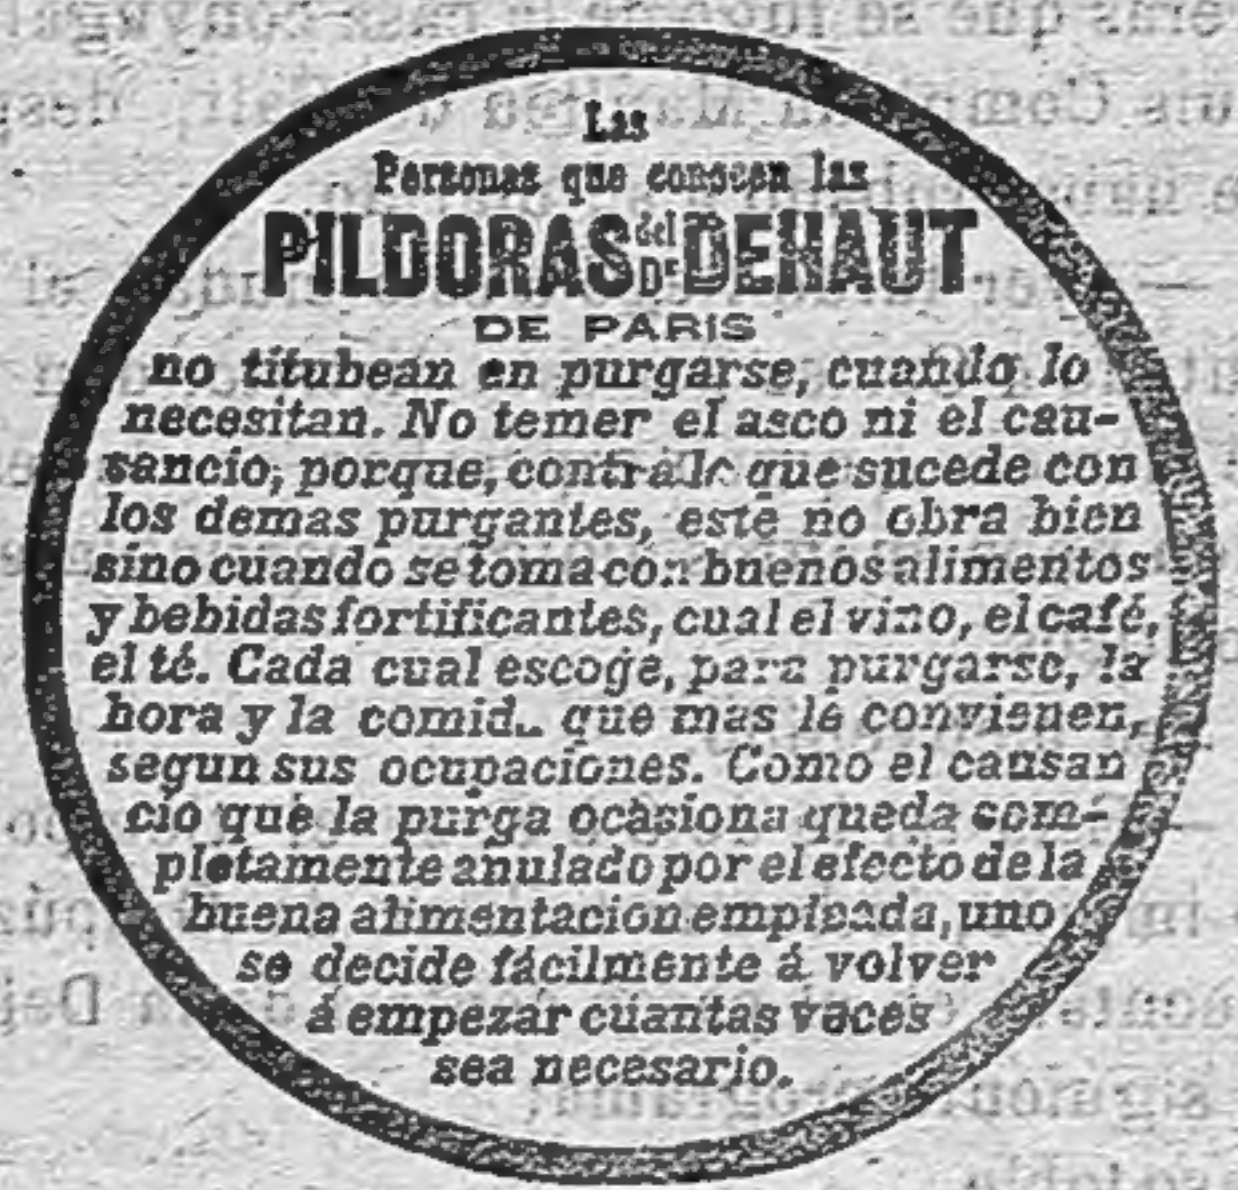 Las
Personas que conocen las
PILDORAS del Dr DEHAUT
DE PARIS
no titubean en purgarse, cuando lo
necesitan. No temer el asco ni el cau-
sancio, porque, contra lo que sucede con
los demas purgantes, este no obra bien
sino cuando se toma con buenos alimentos
y bebidas fortificantes, cual el vino, el café,
el té. Cada cual escoge, para purgarse, la
hora y la comida que mas le convienen,
segun sus ocupaciones. Como el causan
cio que la purga ocasiona queda com-
pletamente anulado por el efecto de la
buena alimentacion empleada, uno
se decide fácilmente á volver
á empezar cuantas veces
sea necesario.